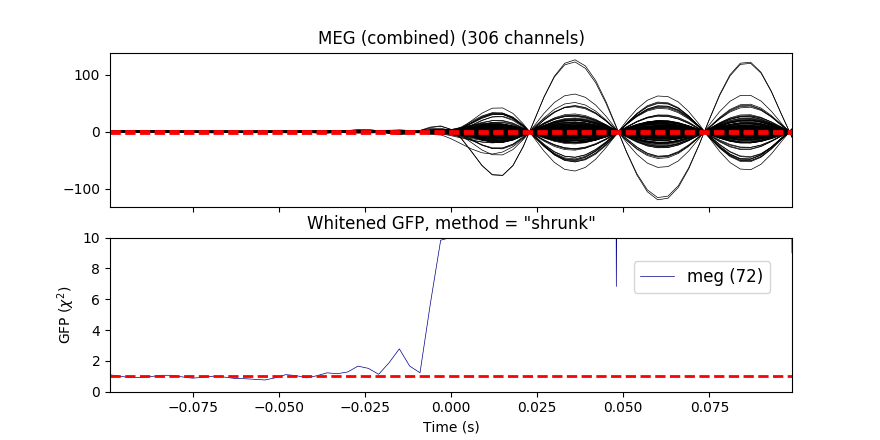 MEG (combined) (306 channels)
100
0
−100
Whitened GFP, method = "shrunk"
10
8
6
4
2
0
GFP (χ²)
meg (72)
−0.075 −0.050 −0.025 0.000 0.025 0.050 0.075
Time (s)